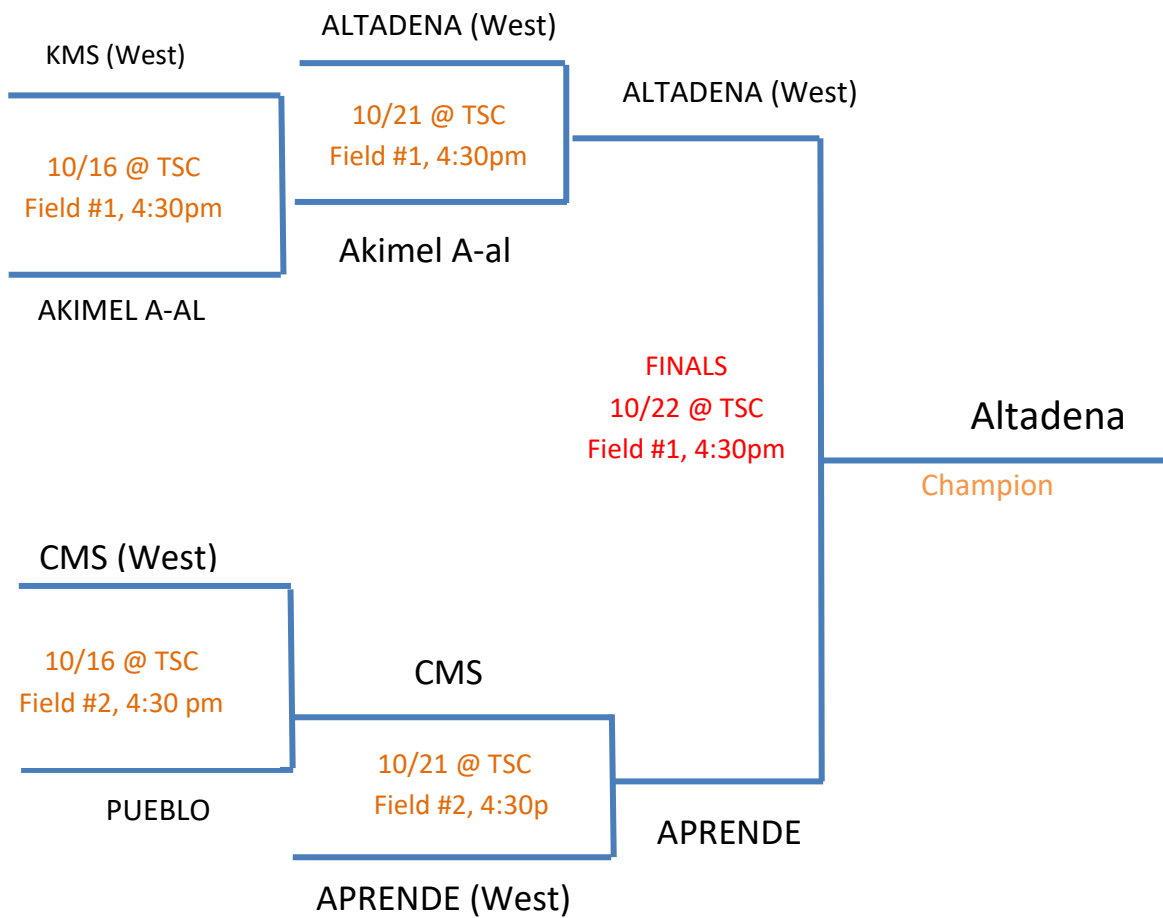 KMS (West)
10/16 @ TSC
Field #1, 4:30pm
AKIMEL A-AL
ALTADENA (West)
10/21 @ TSC
Field #1, 4:30pm
Akimel A-al
ALTADENA (West)
FINALS
10/22 @ TSC
Field #1, 4:30pm
Altadena
Champion
CMS (West)
10/16 @ TSC
Field #2, 4:30 pm
PUEBLO
CMS
10/21 @ TSC
Field #2, 4:30p
APRENDE (West)
APRENDE